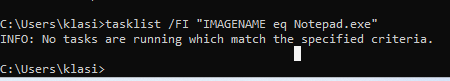 C:\Users\klasi>tasklist /FI "IMAGENAME eq Notepad.exe"
INFO: No tasks are running which match the specified criteria.
C:\Users\klasi>